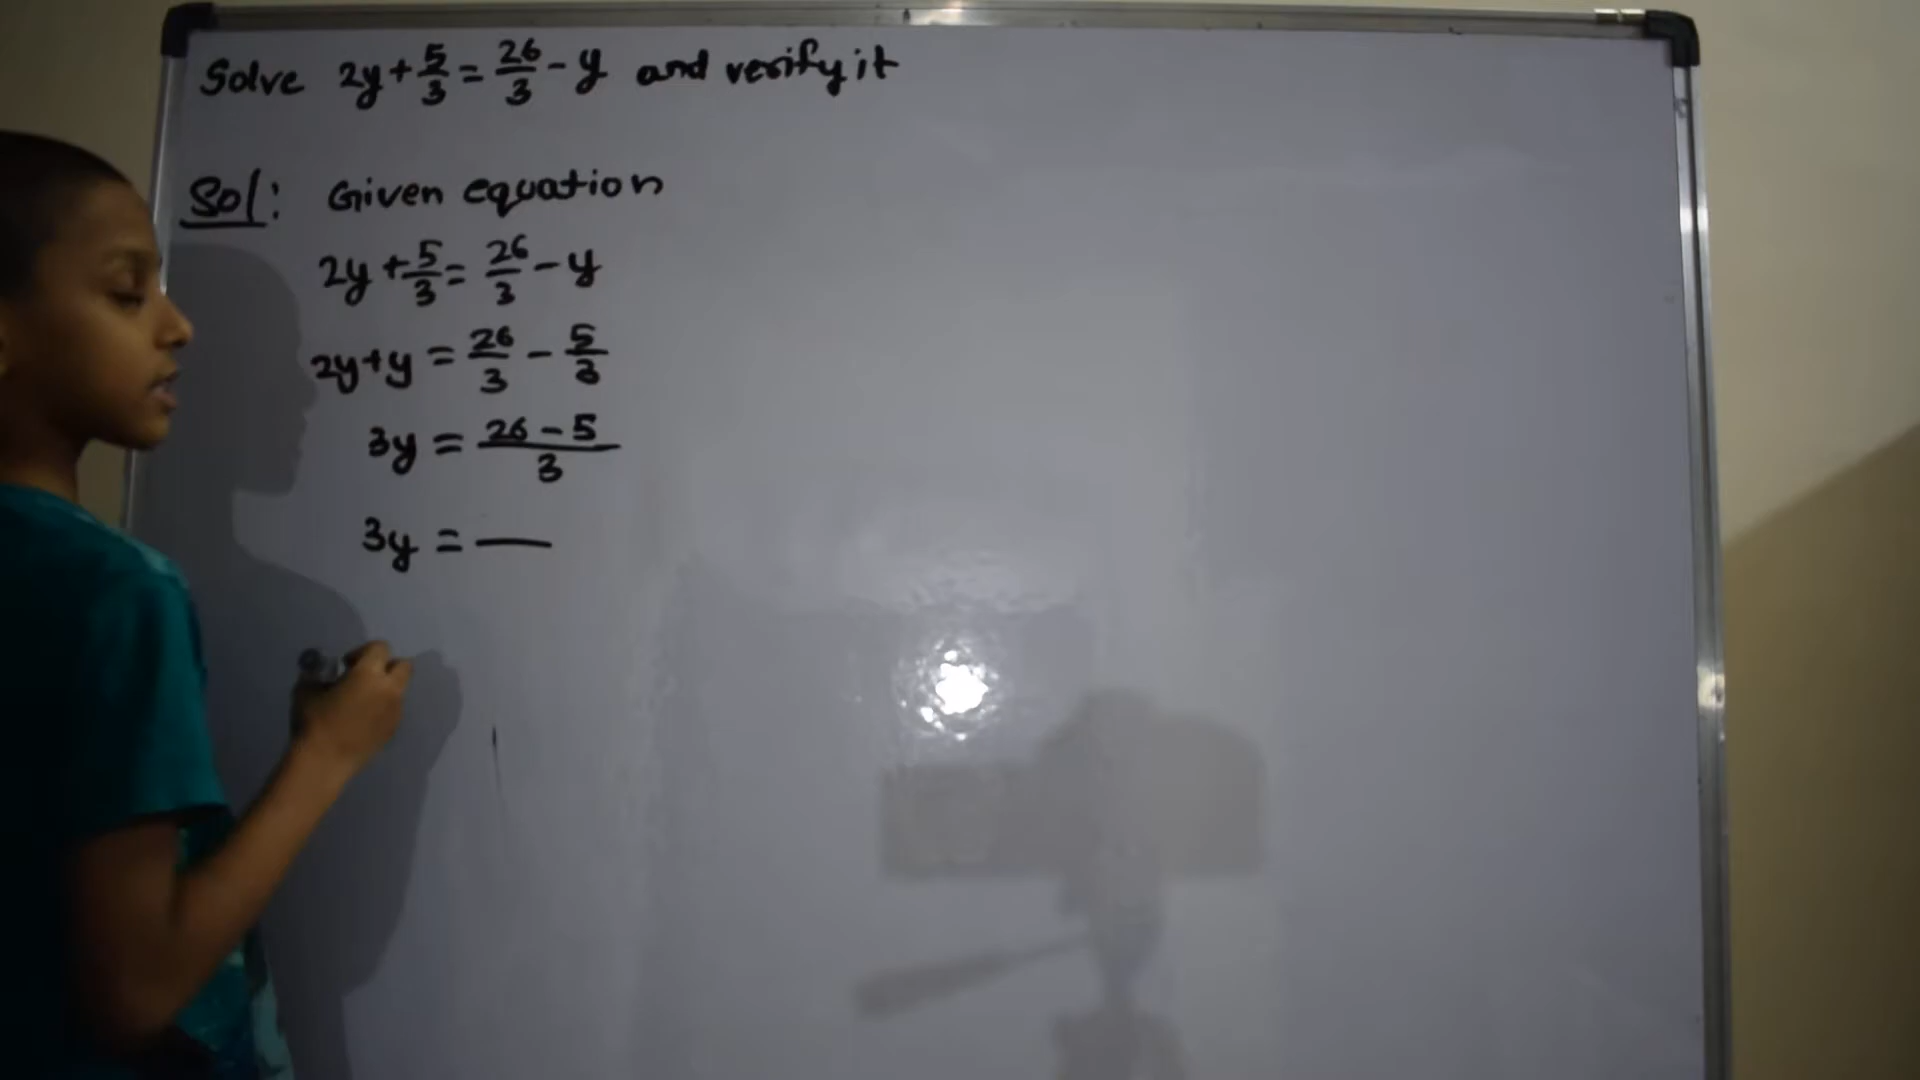 Solve 2y + 5/3 = 26/3 - y and verify it
Sol: Given equation
2y + 5/3 = 26/3 - y
2y + y = 26/3 - 5/3
3y = 26 - 5/3
3y = —